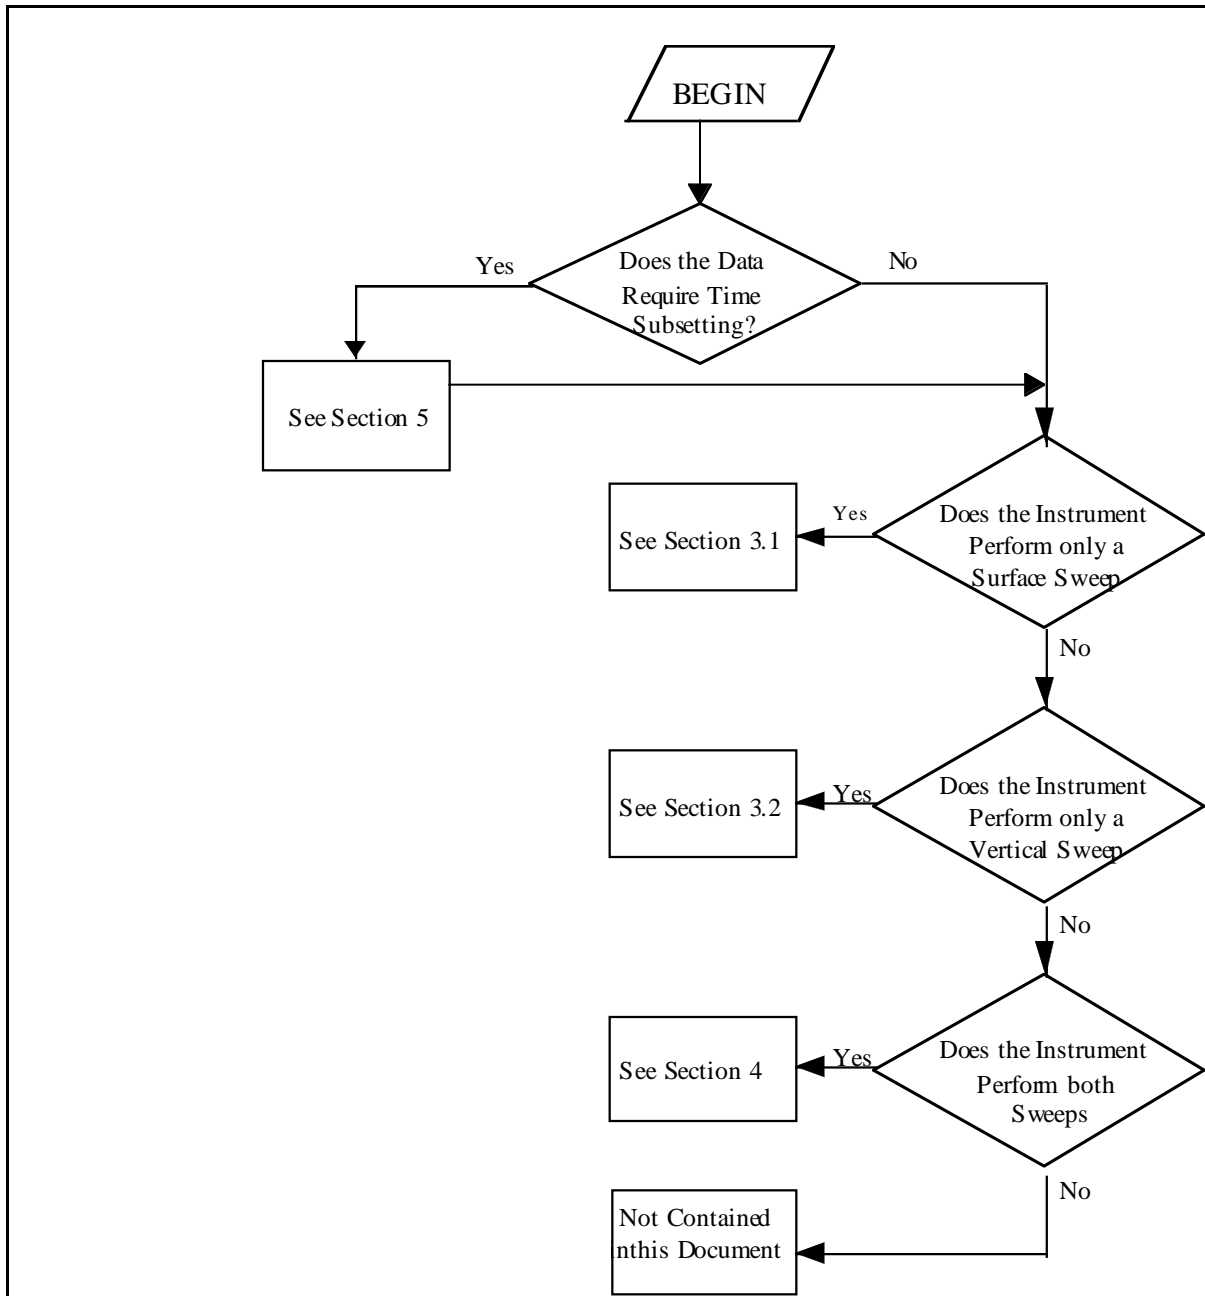 BEGIN
Yes
Does the Data
Require Time
Subsetting?
No
See Section 5
See Section 3.1
Yes
Does the Instrument
Perform only a
Surface Sweep
No
See Section 3.2
Yes
Does the Instrument
Perform only a
Vertical Sweep
No
See Section 4
Yes
Does the Instrument
Perform both
Sweeps
No
Not Contained
inthis Document